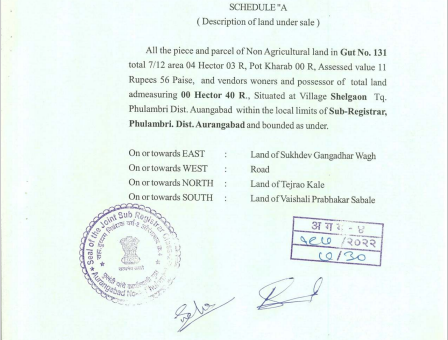 SCHEDULE "A
( Description of land under sale )
All the piece and parcel of Non Agricultural land in Gut No. 131
total 7/12 area 04 Hector 03 R, Pot Kharab 00 R, Assessed value 11
Rupees 56 Paise, and vendors woners and possessor of total land
admeasuring 00 Hector 40 R., Situated at Village Shelgaon Tq.
Phulambri Dist. Auangabad within the local limits of Sub-Registrar,
Phulambri. Dist. Aurangabad and bounded as under.
On or towards EAST : Land of Sukhdev Gangadhar Wagh
On or towards WEST : Road
On or towards NORTH : Land of Tejrao Kale
On or towards SOUTH : Land of Vaishali Prabhakar Sabale
Seal of the Joint Sub Registrar
Aurangabad No
/२०२२
/30